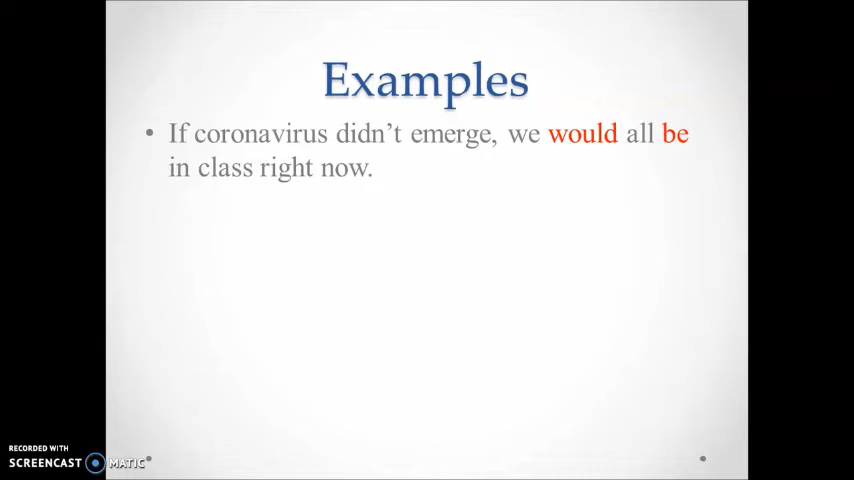 Examples
• If coronavirus didn't emerge, we would all be
in class right now.
RECORDED WITH
SCREENCAST MATIC